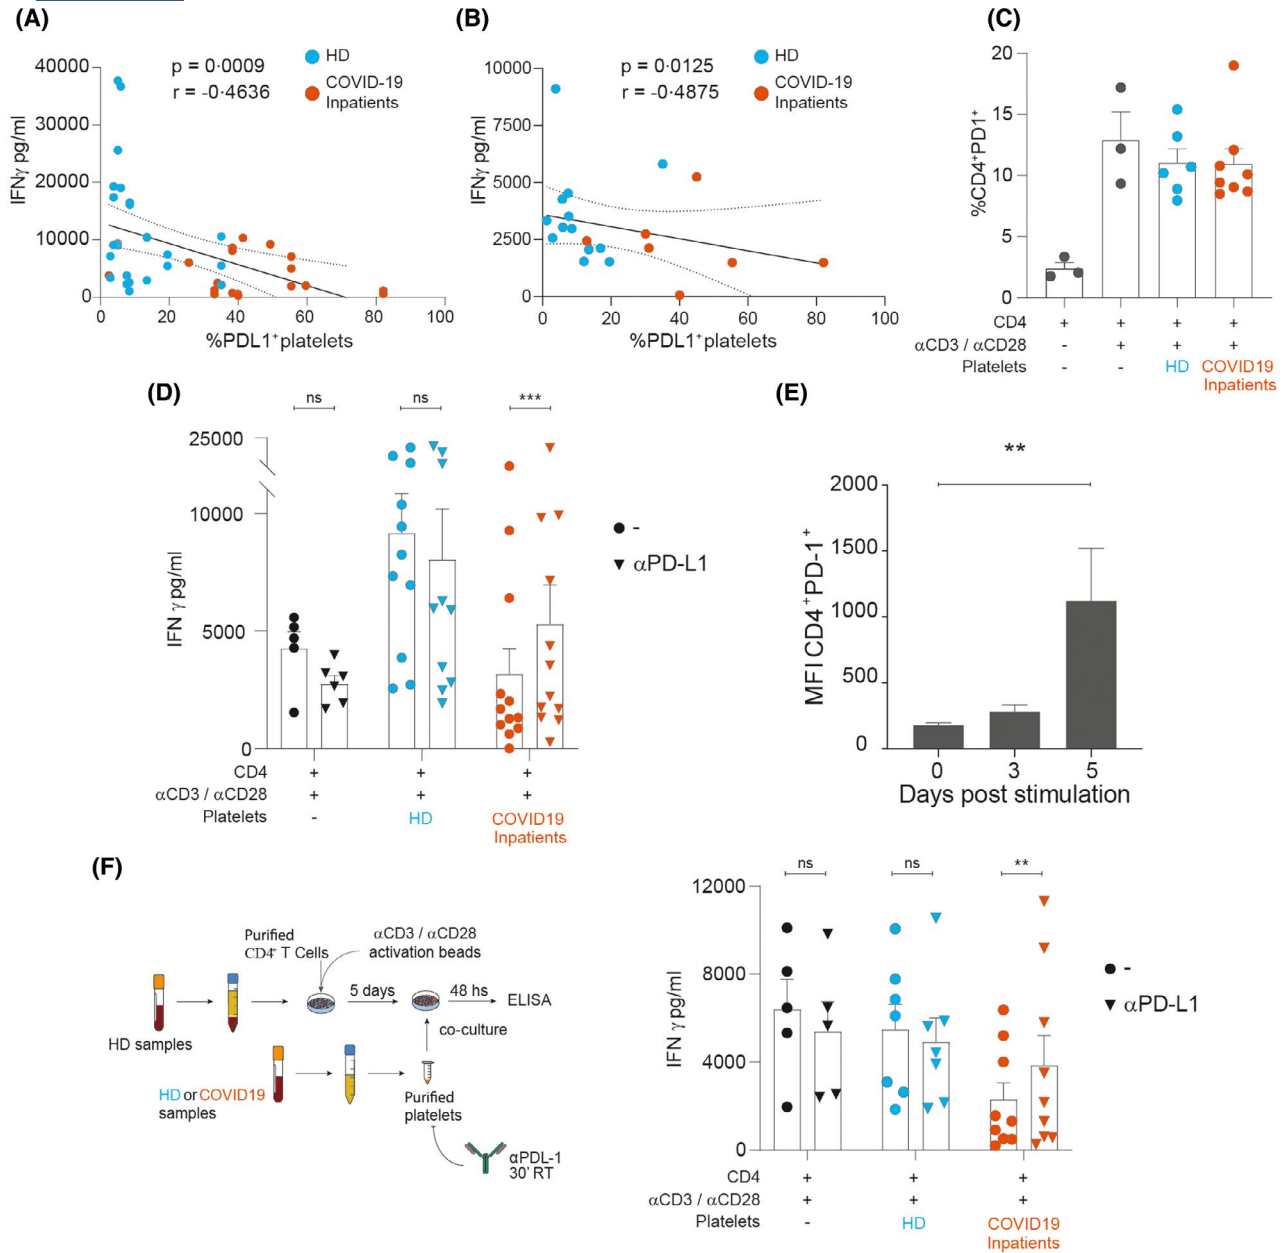 (A)
p = 0·0009
r = -0·4636
HD
COVID-19
Inpatients
IFNγ pg/ml
40000
30000
20000
10000
0
0
20
40
60
80
100
%PDL1⁺platelets
(B)
p = 0·0125
r = -0·4875
HD
COVID-19
Inpatients
IFNγ pg/ml
10000
7500
5000
2500
0
0
20
40
60
80
100
%PDL1⁺platelets
(C)
%CD4⁺PD1⁺
20
15
10
5
0
CD4 + + + +
αCD3 / αCD28 - + + +
Platelets - - HD COVID19
Inpatients
(D)
ns
ns
***
IFN γ pg/ml
25000
10000
5000
0
-
αPD-L1
CD4 + + +
αCD3 / αCD28 + + +
Platelets - HD COVID19
Inpatients
(E)
**
MFI CD4⁺PD-1⁺
2000
1500
1000
500
0
0 3 5
Days post stimulation
(F)
Purified
CD4⁺ T Cells
αCD3 / αCD28
activation beads
5 days
48 hs
ELISA
co-culture
HD samples
HD or COVID19
samples
Purified
platelets
αPDL-1
30' RT
ns
ns
**
IFN γ pg/ml
12000
8000
4000
0
-
αPD-L1
CD4 + + +
αCD3 / αCD28 + + +
Platelets - HD COVID19
Inpatients